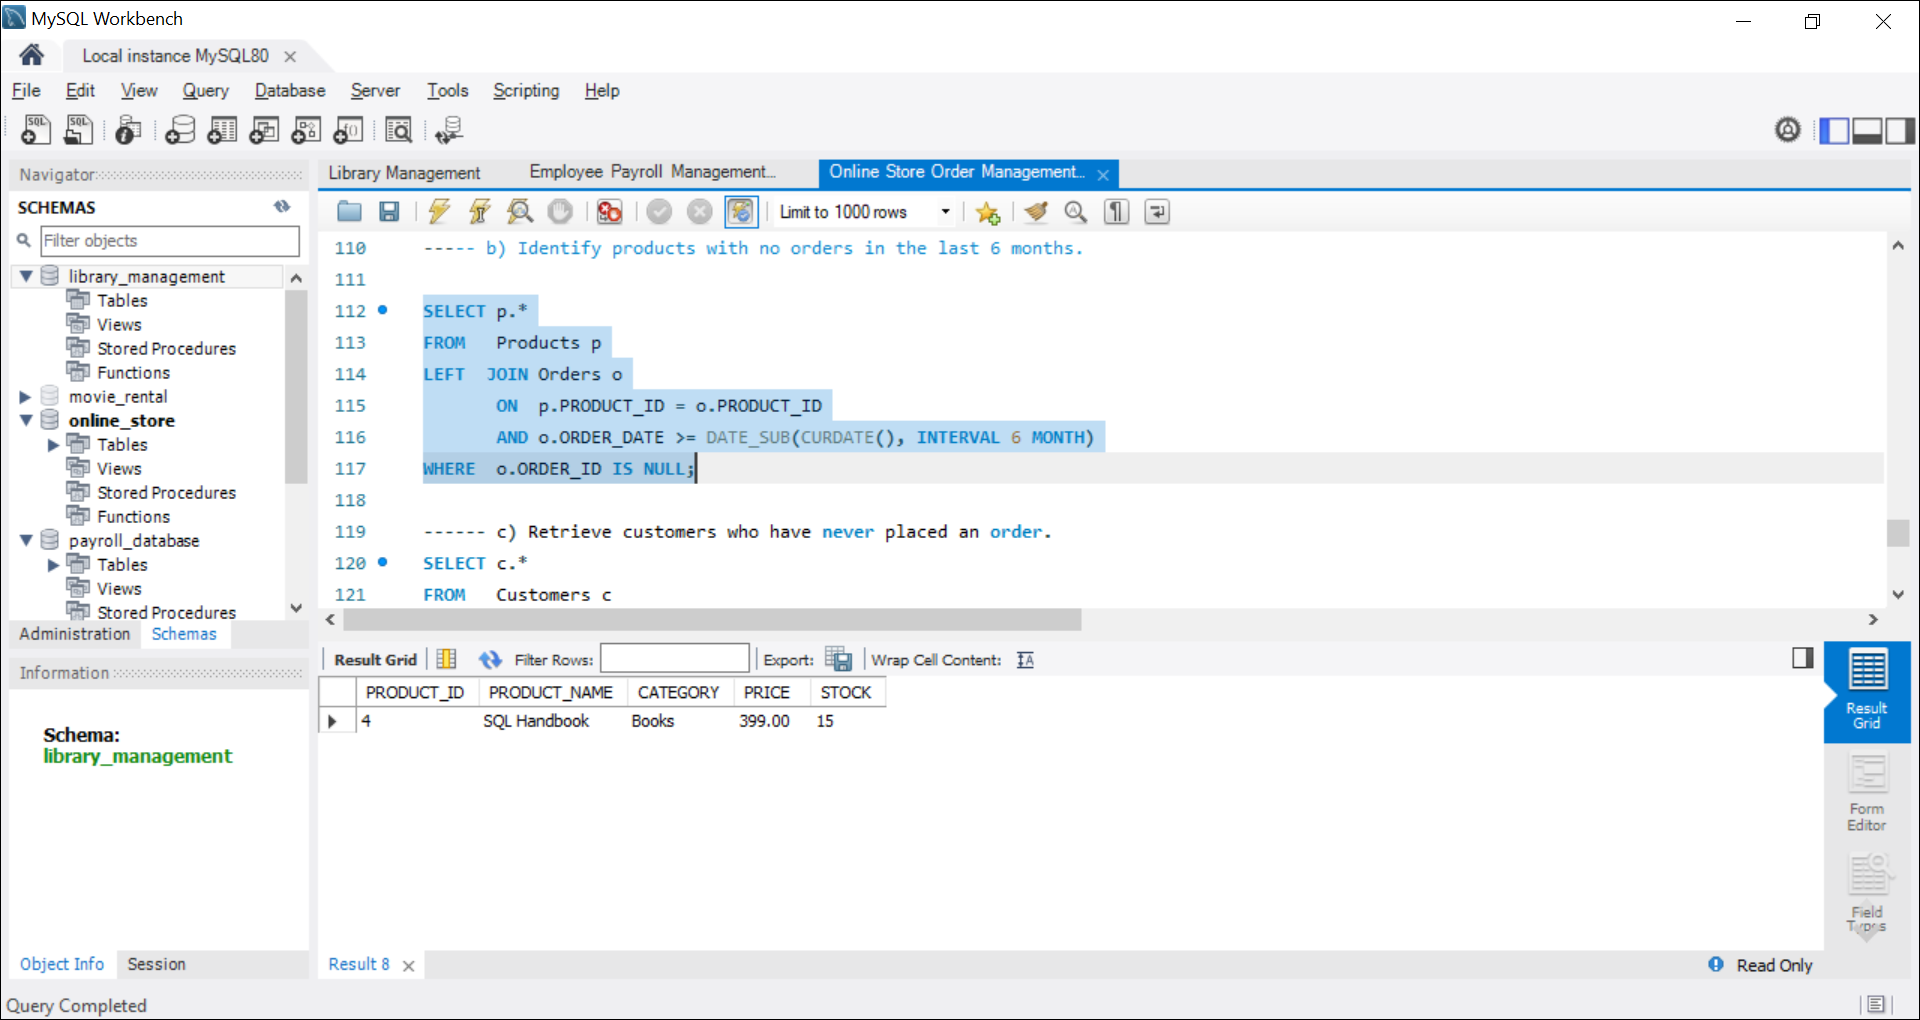 MySQL Workbench
Local instance MySQL80
File Edit View Query Database Server Tools Scripting Help
Navigator
SCHEMAS
Filter objects
library_management
Tables
Views
Stored Procedures
Functions
movie_rental
online_store
Tables
Views
Stored Procedures
Functions
payroll_database
Tables
Views
Stored Procedures
Administration Schemas
Information
Schema:
library_management
Object Info Session
Library Management Employee Payroll Management... Online Store Order Management...
Limit to 1000 rows
110 ----- b) Identify products with no orders in the last 6 months.
111
112 SELECT p.*
113 FROM Products p
114 LEFT JOIN Orders o
115 ON p.PRODUCT_ID = o.PRODUCT_ID
116 AND o.ORDER_DATE >= DATE_SUB(CURDATE(), INTERVAL 6 MONTH)
117 WHERE o.ORDER_ID IS NULL;
118
119 ------ c) Retrieve customers who have never placed an order.
120 SELECT c.*
121 FROM Customers c
Result Grid Filter Rows: Export: Wrap Cell Content:
PRODUCT_ID PRODUCT_NAME CATEGORY PRICE STOCK
4 SQL Handbook Books 399.00 15
Result
Grid
Form
Editor
Field
Types
Result 8
Read Only
Query Completed